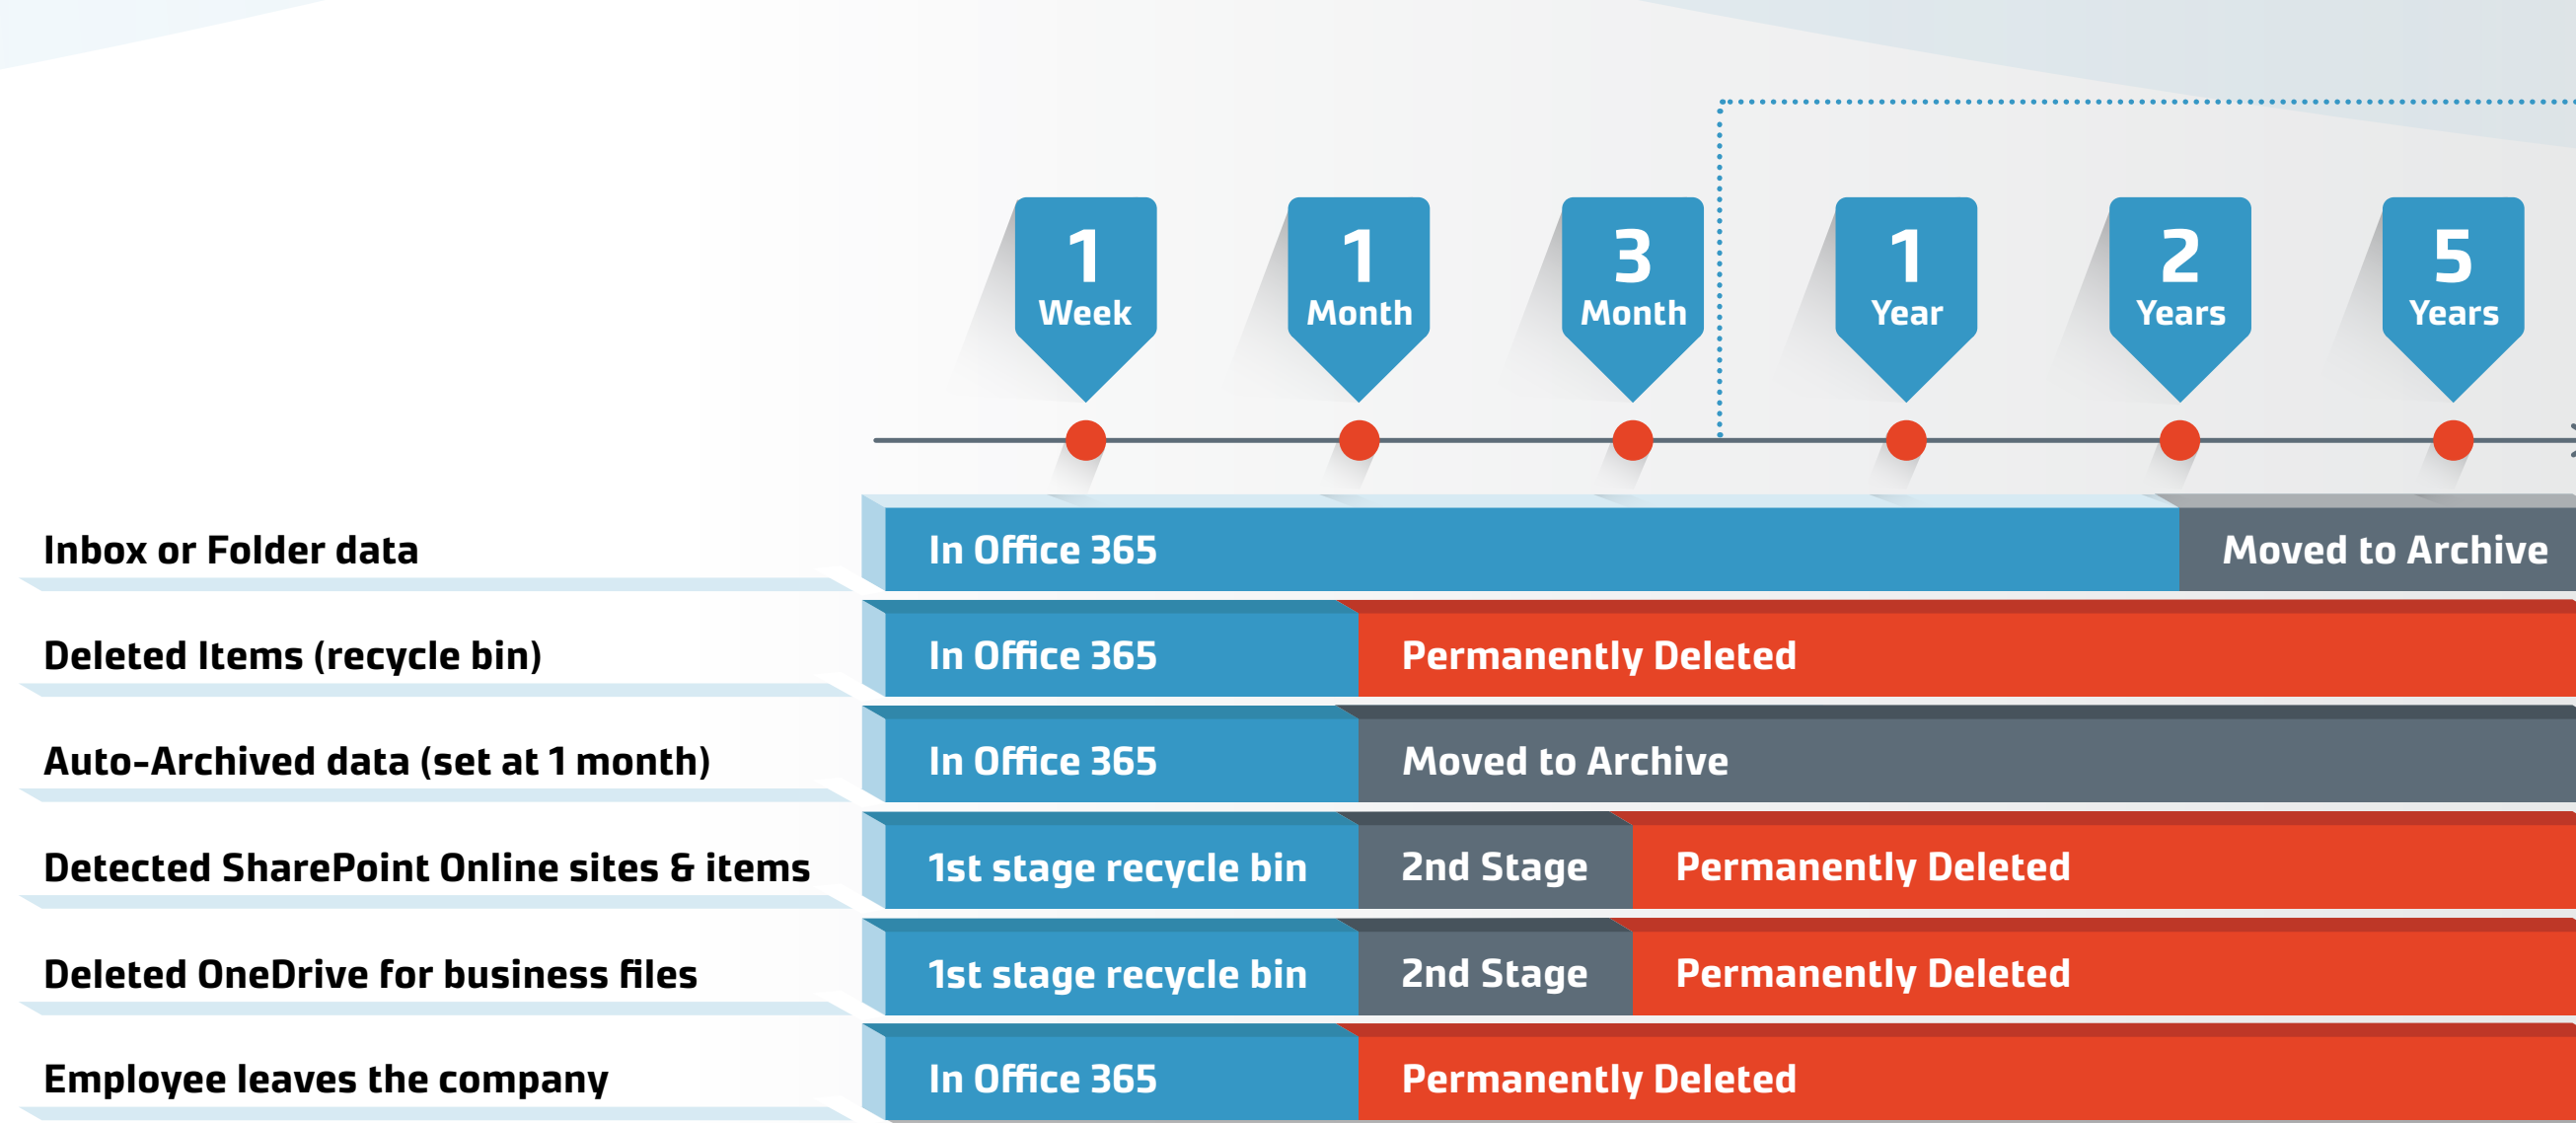 1
Week
1
Month
3
Month
1
Year
2
Years
5
Years
Inbox or Folder data
In Office 365
Moved to Archive
Deleted Items (recycle bin)
In Office 365
Permanently Deleted
Auto-Archived data (set at 1 month)
In Office 365
Moved to Archive
Detected SharePoint Online sites & items
1st stage recycle bin
2nd Stage
Permanently Deleted
Deleted OneDrive for business files
1st stage recycle bin
2nd Stage
Permanently Deleted
Employee leaves the company
In Office 365
Permanently Deleted